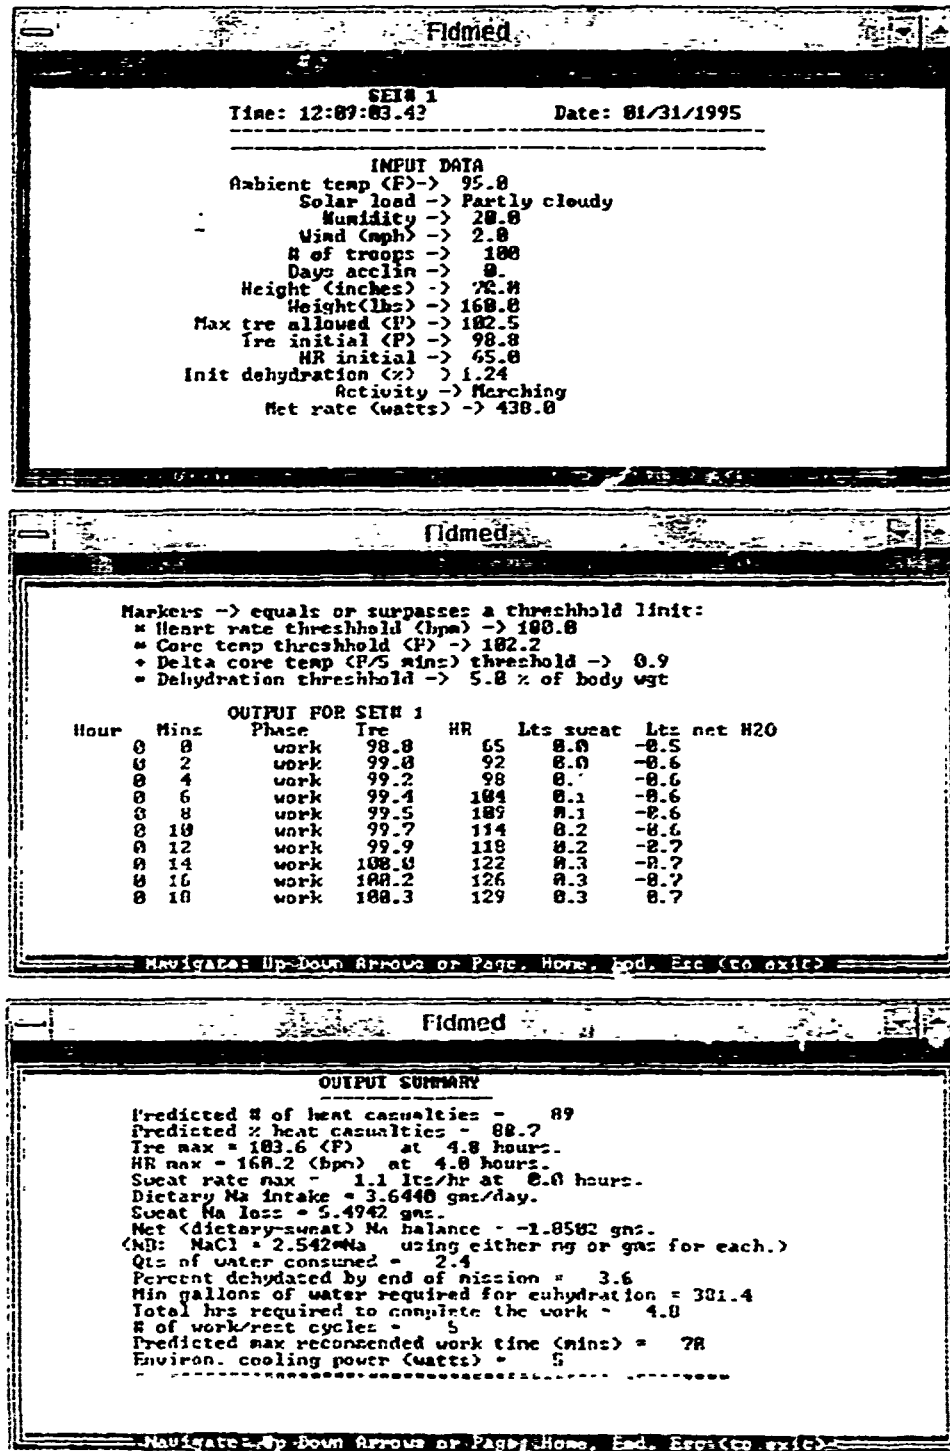 Fldmed
SET# 1
Time: 12:09:03.43 Date: 01/31/1995
INPUT DATA
Ambient temp (F)-> 95.0
Solar load -> Partly cloudy
Humidity -> 20.0
Wind (mph) -> 2.0
# of troops -> 100
Days acclim -> 0.
Height (inches) ->
Weight(lbs) -> 160.0
Max tre allowed (F) -> 102.5
Tre initial (F) -> 98.8
HR initial -> 65.0
Init dehydration (%) > 1.24
Activity -> Marching
Met rate (watts) -> 430.0
Fldmed
Markers -> equals or surpasses a threshhold limit:
* Heart rate threshhold (bpm) -> 180.0
* Core temp threshhold (F) -> 102.2
+ Delta core temp (F/5 mins) threshold -> 0.9
* Dehydration threshhold -> 5.0 % of body wgt
OUTPUT FOR SET# 1
Hour Mins Phase Tre HR Lts sweat Lts net H2O
0 0 work 98.8 65 0.0 -0.5
0 2 work 99.0 92 0.0 -0.6
0 4 work 99.2 98 0. -0.6
0 6 work 99.4 104 0.1 -0.6
0 8 work 99.5 109 0.1 -0.6
0 10 work 99.7 114 0.2 -0.6
0 12 work 99.9 118 0.2 -0.7
0 14 work 100.0 122 0.3 -0.7
0 16 work 100.2 126 0.3 -0.7
0 18 work 100.3 129 0.3 0.7
Navigate: Up-Down Arrows or Page, Home, End, Esc (to exit)
Fldmed
OUTPUT SUMMARY
Predicted # of heat casualties = 89
Predicted % heat casualties = 88.7
Tre max = 103.6 (F) at 4.8 hours.
HR max = 160.2 (bpm) at 4.0 hours.
Sweat rate max = 1.1 lts/hr at 0.0 hours.
Dietary Na intake = 3.6440 gms/day.
Sweat Na loss = 5.4942 gms.
Net (dietary-sweat) Na balance = -1.8502 gms.
(NB: NaCl = 2.542*Na using either mg or gms for each.)
Qts of water consumed = 2.4
Percent dehydated by end of mission = 3.6
Min gallons of water required for euhydration = 301.4
Total hrs required to complete the work = 4.8
# of work/rest cycles = 5
Predicted max recommended work time (mins) = 78
Environ. cooling power (watts) = 5
Navigate: Up-Down Arrows or Page, Home, End, Esc (to exit)